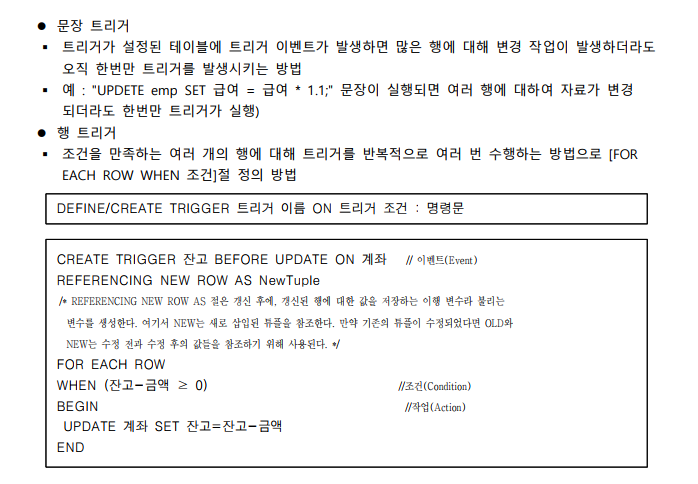 ● 문장 트리거
▪ 트리거가 설정된 테이블에 트리거 이벤트가 발생하면 많은 행에 대해 변경 작업이 발생하더라도
오직 한번만 트리거를 발생시키는 방법
▪ 예 : "UPDETE emp SET 급여 = 급여 * 1.1;" 문장이 실행되면 여러 행에 대하여 자료가 변경
되더라도 한번만 트리거가 실행)
● 행 트리거
▪ 조건을 만족하는 여러 개의 행에 대해 트리거를 반복적으로 여러 번 수행하는 방법으로 [FOR
EACH ROW WHEN 조건]절 정의 방법
DEFINE/CREATE TRIGGER 트리거 이름 ON 트리거 조건 : 명령문
CREATE TRIGGER 잔고 BEFORE UPDATE ON 계좌 // 이벤트(Event)
REFERENCING NEW ROW AS NewTuple
/* REFERENCING NEW ROW AS 절은 갱신 후에, 갱신된 행에 대한 값을 저장하는 이행 변수라 불리는
변수를 생성한다. 여기서 NEW는 새로 삽입된 튜플을 참조한다. 만약 기존의 튜플이 수정되었다면 OLD와
NEW는 수정 전과 수정 후의 값들을 참조하기 위해 사용된다. */
FOR EACH ROW
WHEN (잔고-금액 ≥ 0) //조건(Condition)
BEGIN //작업(Action)
UPDATE 계좌 SET 잔고=잔고-금액
END